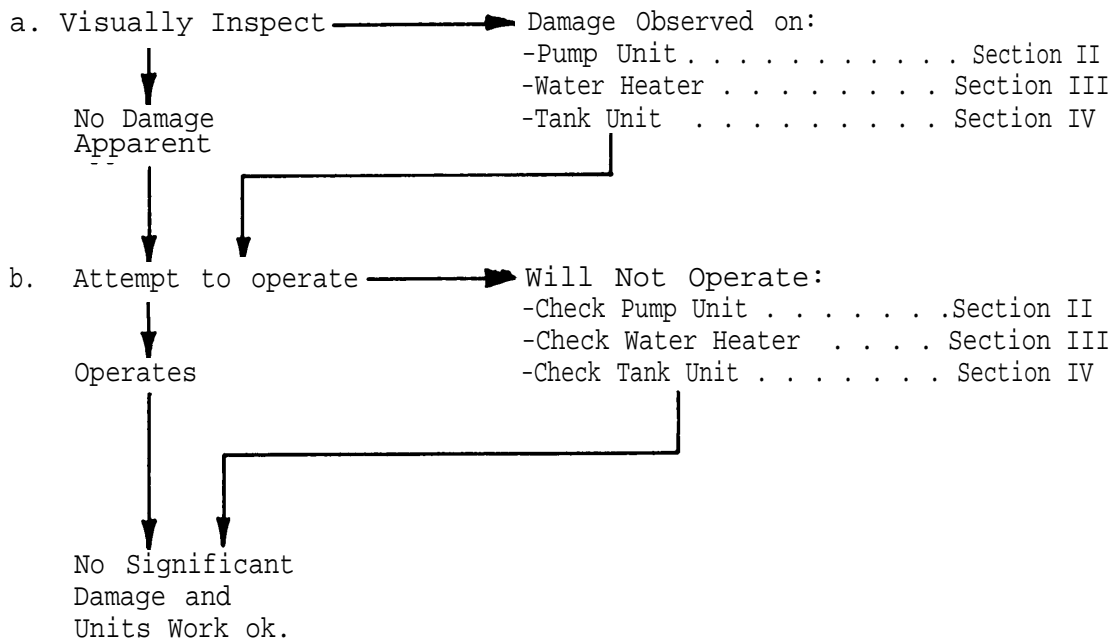 a. Visually Inspect
Damage Observed on:
-Pump Unit . . . . . . . . . . . Section II
-Water Heater . . . . . . . . Section III
-Tank Unit . . . . . . . . . Section IV
No Damage
Apparent
b. Attempt to operate
Will Not Operate:
-Check Pump Unit . . . . . . .Section II
-Check Water Heater . . . . Section III
-Check Tank Unit . . . . . . . Section IV
Operates
No Significant
Damage and
Units Work ok.